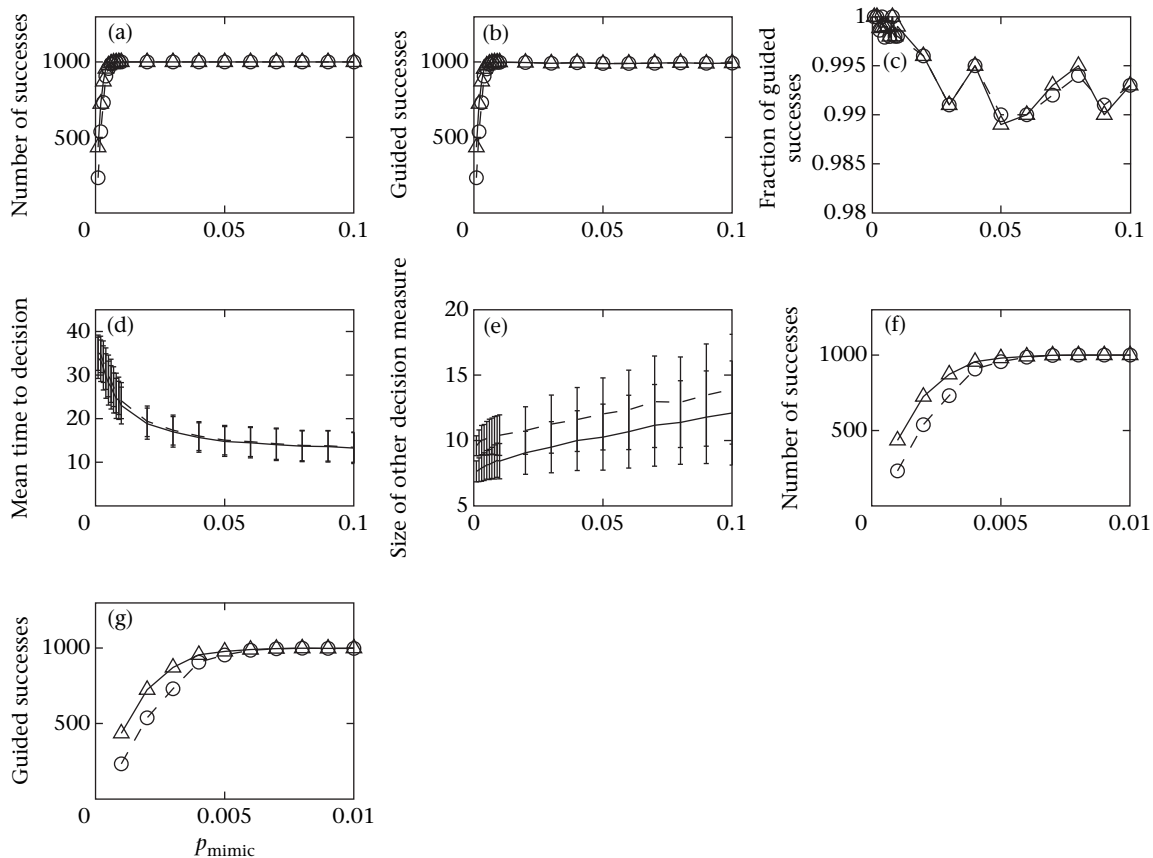 (a)
Number of successes
1000
500
0
0.05
0.1
(b)
Guided successes
1000
500
0
0.05
0.1
(c)
Fraction of guided
successes
1
0.995
0.99
0.985
0.98
0
0.05
0.1
(d)
Mean time to decision
40
30
20
10
0
0.05
0.1
(e)
Size of other decision measure
20
15
10
5
0
0.05
0.1
(f)
Number of successes
1000
500
0
0.005
0.01
(g)
Guided successes
1000
500
0
0.005
0.01
pmimic